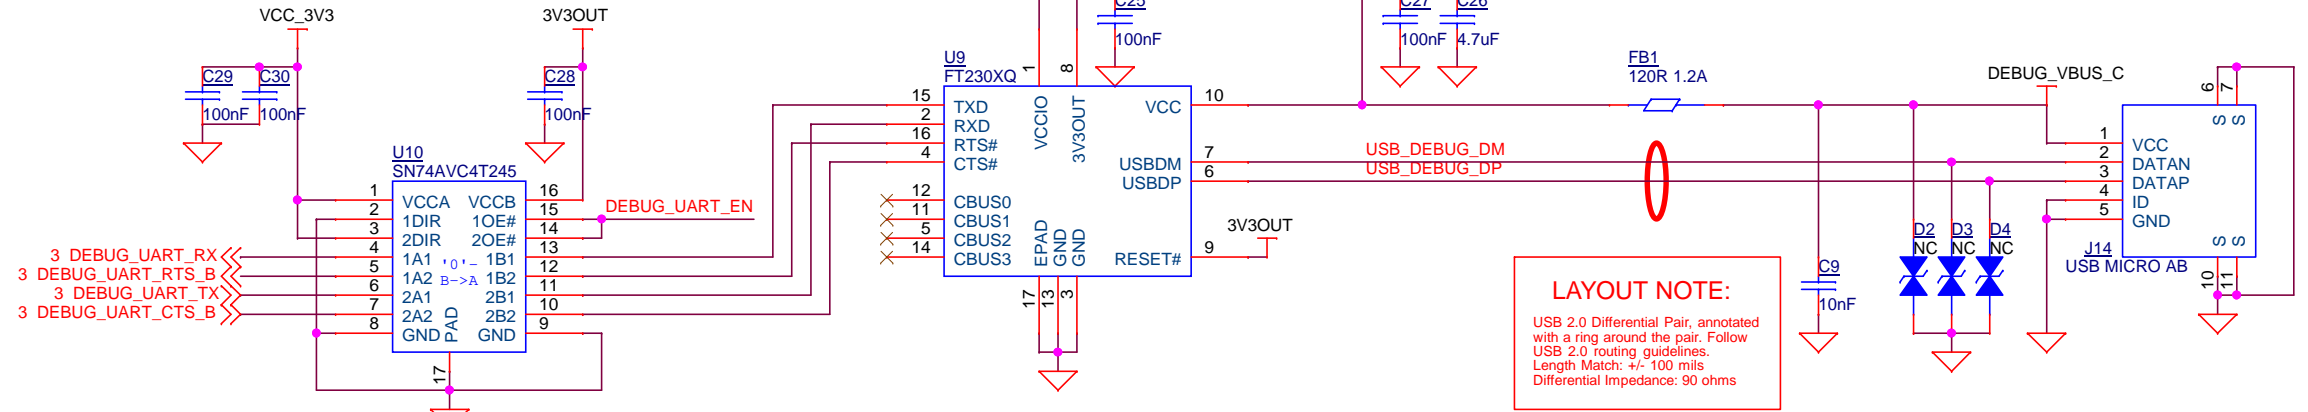 VCC_3V3
3V3OUT
C25
100nF
C27
100nF
C26
4.7uF
C29
100nF
C30
100nF
C28
100nF
U10
SN74AVC4T245
1 VCCA VCCB 16
2 1DIR 1OE# 15
3 2DIR 2OE# 14
4 1A1 1B1 13
5 1A2 1B2 12
6 2A1 2B1 11
7 2A2 2B2 10
8 GND GND 9
PAD
17
'0'-
B->A
DEBUG_UART_EN
3 DEBUG_UART_RX
3 DEBUG_UART_RTS_B
3 DEBUG_UART_TX
3 DEBUG_UART_CTS_B
U9
FT230XQ
1 VCCIO
8 3V3OUT
15 TXD
2 RXD
16 RTS#
4 CTS#
12 CBUS0
11 CBUS1
5 CBUS2
14 CBUS3
VCC 10
USBDM 7
USBDP 6
RESET# 9
EPAD 17
GND 13
GND 3
3V3OUT
USB_DEBUG_DM
USB_DEBUG_DP
FB1
120R 1.2A
DEBUG_VBUS_C
LAYOUT NOTE:
USB 2.0 Differential Pair, annotated
with a ring around the pair. Follow
USB 2.0 routing guidelines.
Length Match: +/- 100 mils
Differential Impedance: 90 ohms
C9
10nF
D2
NC
D3
NC
D4
NC
1 VCC
2 DATAN
3 DATAP
4 ID
5 GND
6 S
7 S
10 S
11 S
J14
USB MICRO AB